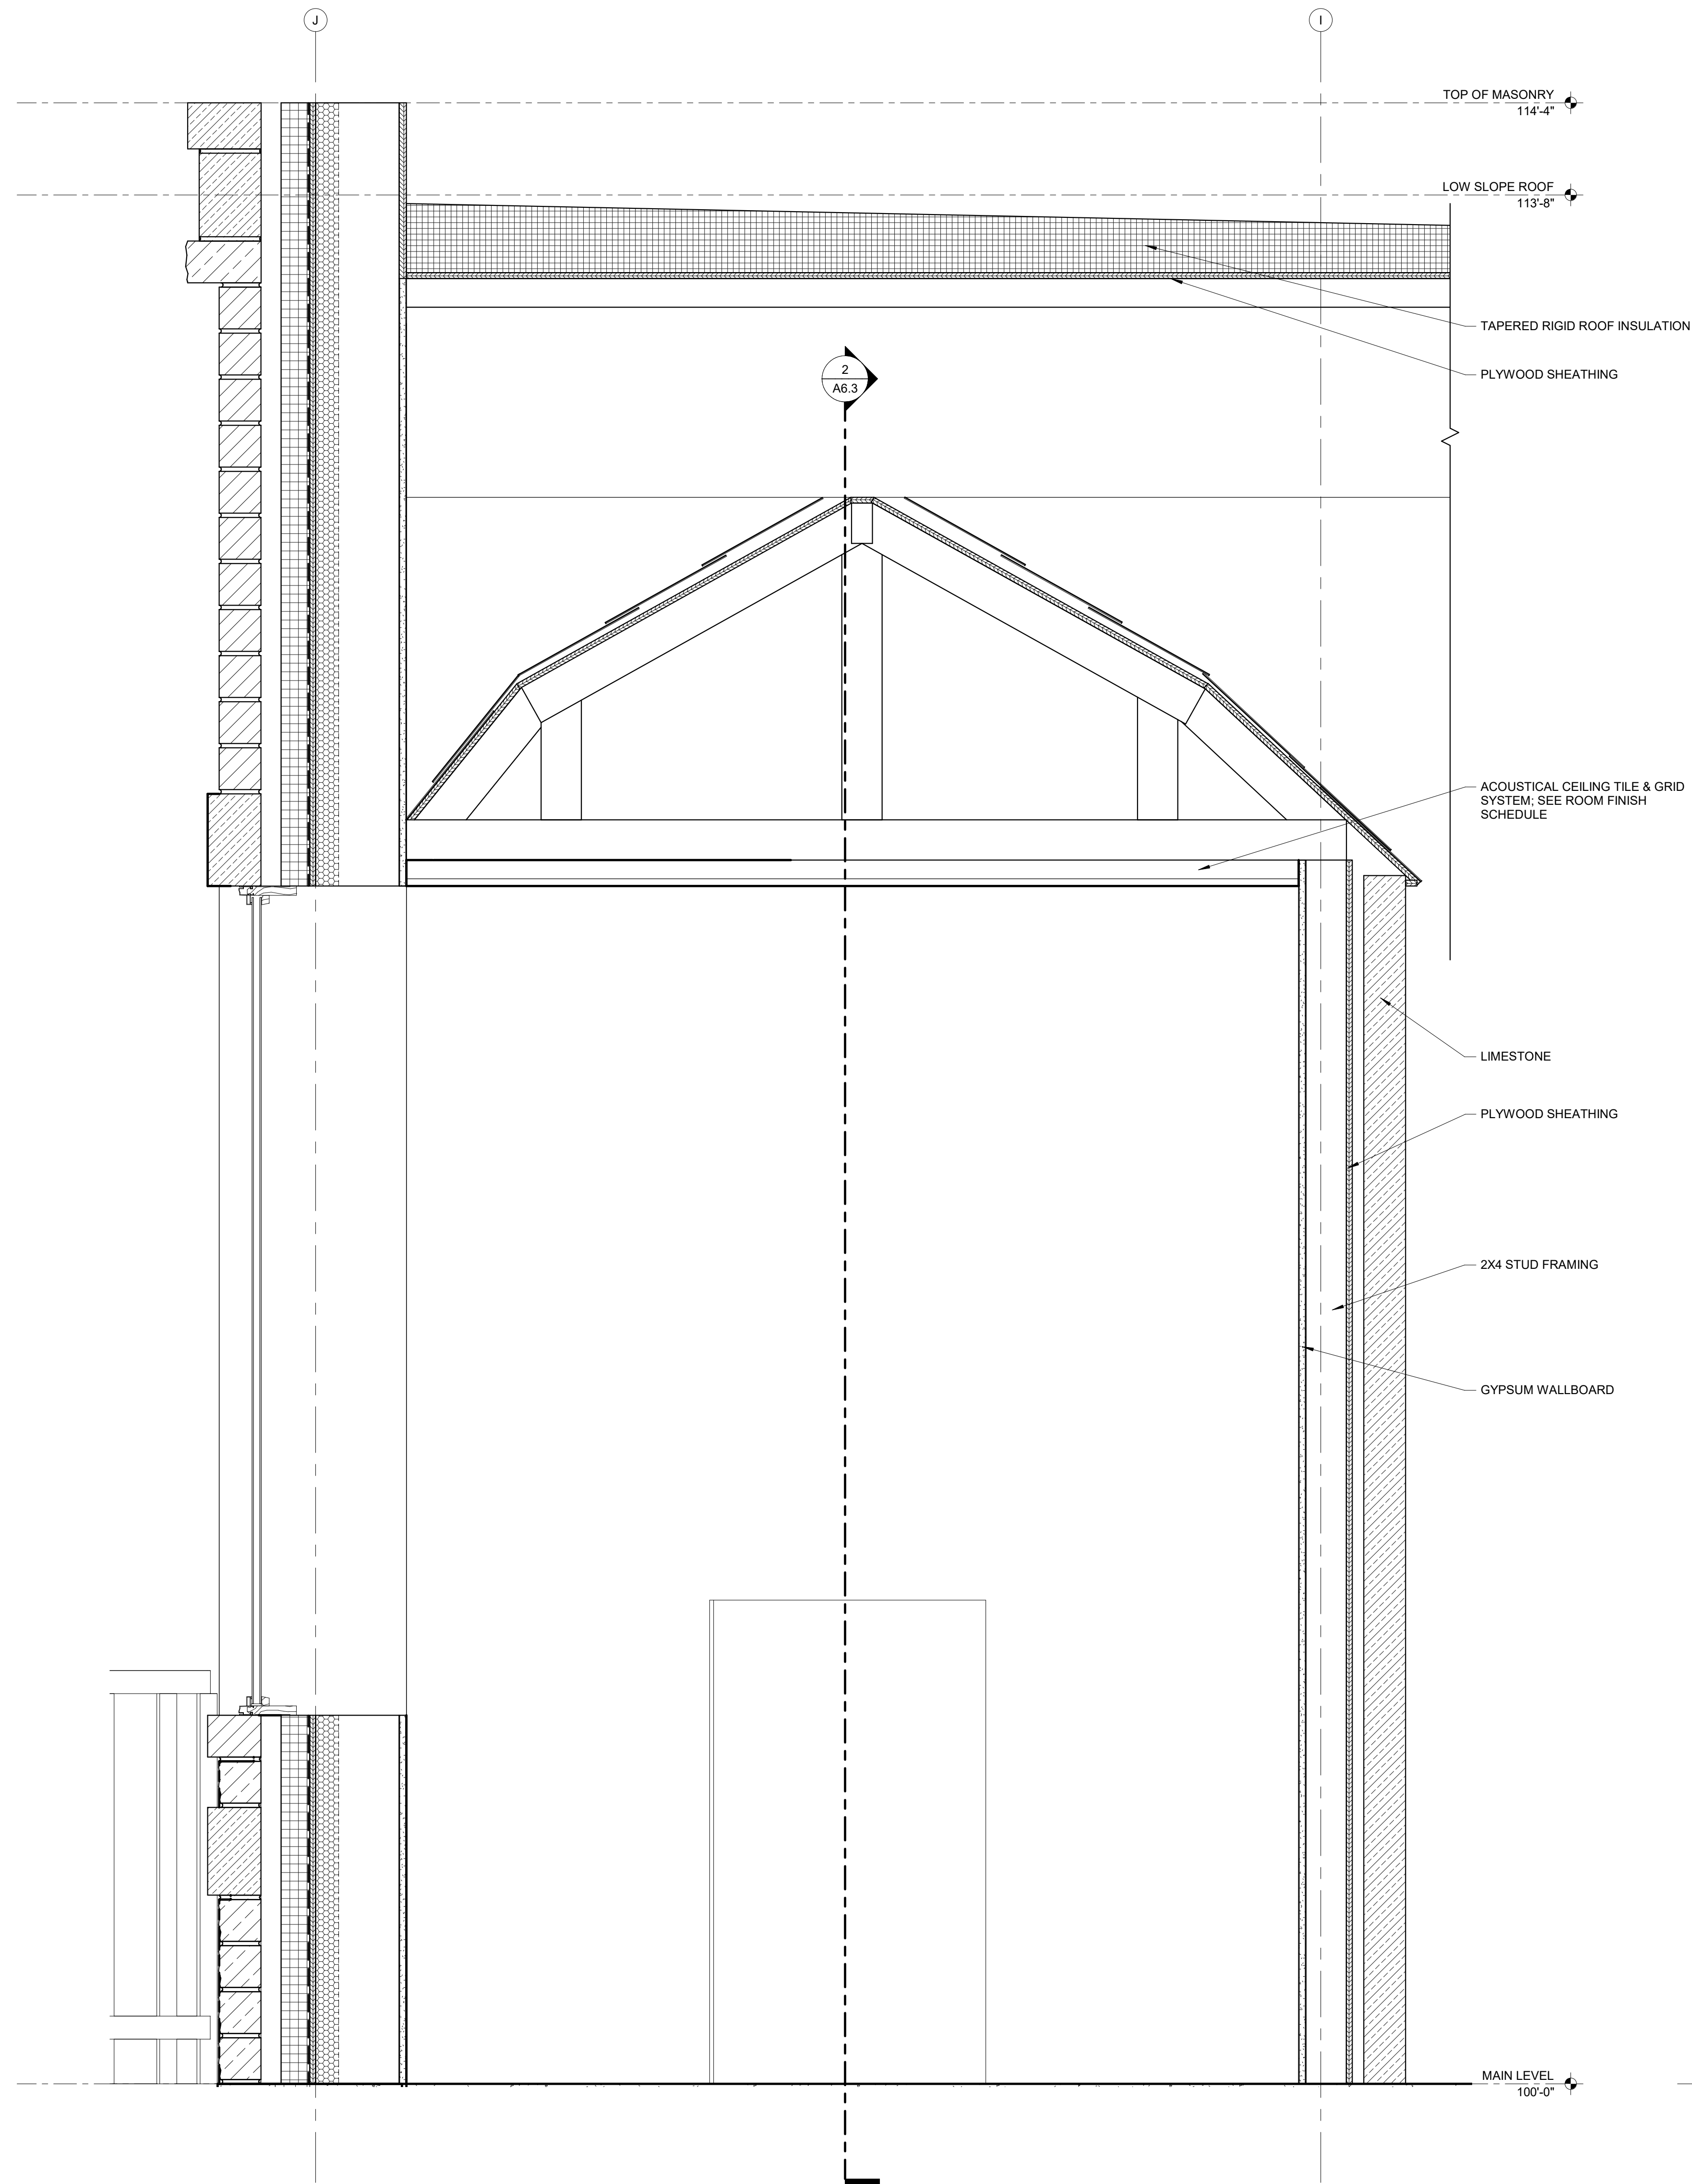 J
I
TOP OF MASONRY
114'-4"
LOW SLOPE ROOF
113'-8"
TAPERED RIGID ROOF INSULATION
PLYWOOD SHEATHING
2
A6.3
ACOUSTICAL CEILING TILE & GRID
SYSTEM; SEE ROOM FINISH
SCHEDULE
LIMESTONE
PLYWOOD SHEATHING
2X4 STUD FRAMING
GYPSUM WALLBOARD
MAIN LEVEL
100'-0"